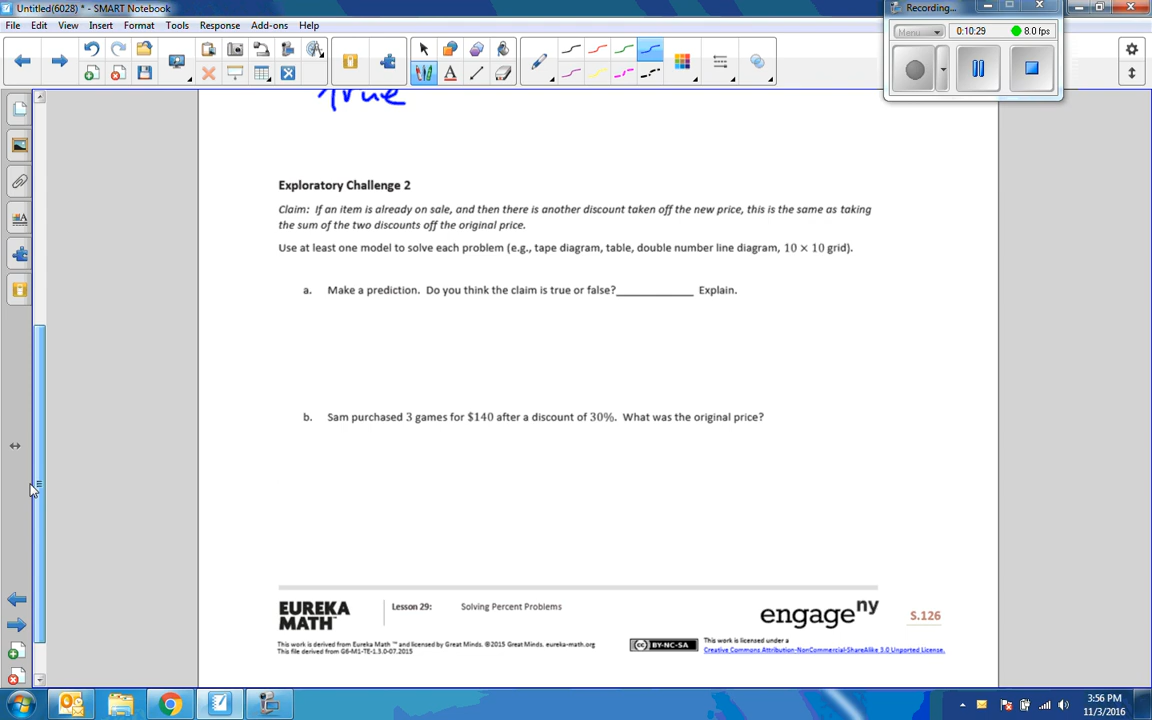 Untitled(6028) * - SMART Notebook
Recording...
File Edit View Insert Format Tools Response Add-ons Help
Menu 0:10:29 8.0 fps
True
Exploratory Challenge 2
Claim: If an item is already on sale, and then there is another discount taken off the new price, this is the same as taking
the sum of the two discounts off the original price.
Use at least one model to solve each problem (e.g., tape diagram, table, double number line diagram, 10 × 10 grid).
a. Make a prediction. Do you think the claim is true or false?____________ Explain.
b. Sam purchased 3 games for $140 after a discount of 30%. What was the original price?
EUREKA
MATH™
Lesson 29: Solving Percent Problems
engageny
S.126
This work is derived from Eureka Math ™ and licensed by Great Minds. ©2015 Great Minds. eureka-math.org
This file derived from G6-M1-TE-1.3.0-07.2015
CC BY-NC-SA
This work is licensed under a
Creative Commons Attribution-NonCommercial-ShareAlike 3.0 Unported License.
3:56 PM
11/3/2016